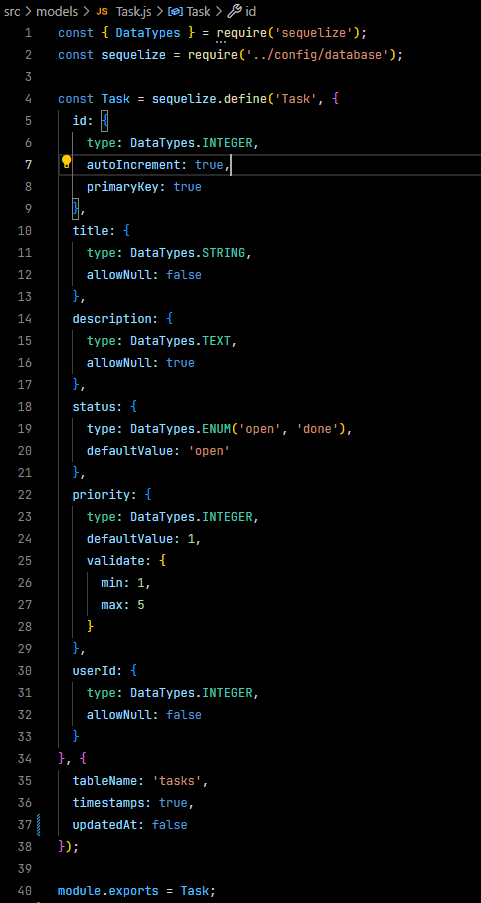 src > models > JS Task.js > Task > id
1 const { DataTypes } = require('sequelize');
2 const sequelize = require('../config/database');
3
4 const Task = sequelize.define('Task', {
5 id: {
6 type: DataTypes.INTEGER,
7 autoIncrement: true,
8 primaryKey: true
9 },
10 title: {
11 type: DataTypes.STRING,
12 allowNull: false
13 },
14 description: {
15 type: DataTypes.TEXT,
16 allowNull: true
17 },
18 status: {
19 type: DataTypes.ENUM('open', 'done'),
20 defaultValue: 'open'
21 },
22 priority: {
23 type: DataTypes.INTEGER,
24 defaultValue: 1,
25 validate: {
26 min: 1,
27 max: 5
28 }
29 },
30 userId: {
31 type: DataTypes.INTEGER,
32 allowNull: false
33 }
34 }, {
35 tableName: 'tasks',
36 timestamps: true,
37 updatedAt: false
38 });
39
40 module.exports = Task;